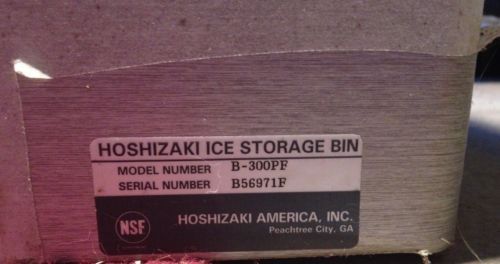 HOSHIZAKI ICE STORAGE BIN
MODEL NUMBER B-300PF
SERIAL NUMBER B56971F
NSF
HOSHIZAKI AMERICA, INC.
Peachtree City, GA